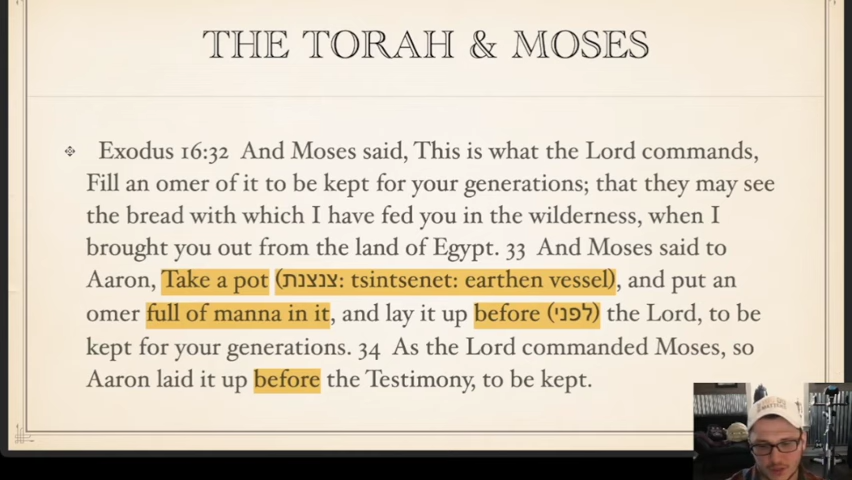 THE TORAH & MOSES
Exodus 16:32 And Moses said, This is what the Lord commands,
Fill an omer of it to be kept for your generations; that they may see
the bread with which I have fed you in the wilderness, when I
brought you out from the land of Egypt. 33 And Moses said to
Aaron, Take a pot (צנצנת: tsintsenet: earthen vessel), and put an
omer full of manna in it, and lay it up before (לפני) the Lord, to be
kept for your generations. 34 As the Lord commanded Moses, so
Aaron laid it up before the Testimony, to be kept.